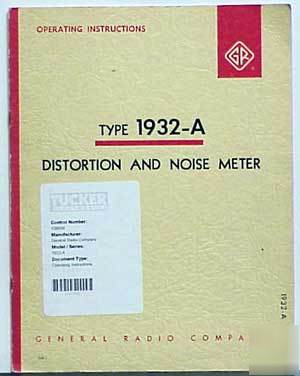 OPERATING INSTRUCTIONS
GR
TYPE 1932-A
DISTORTION AND NOISE METER
TUCKER
Control Number:
Manufacturer:
General Radio Company
Model / Series:
1932-A
Document Type:
Operating Instructions
1932-A
GENERAL RADIO COMPA